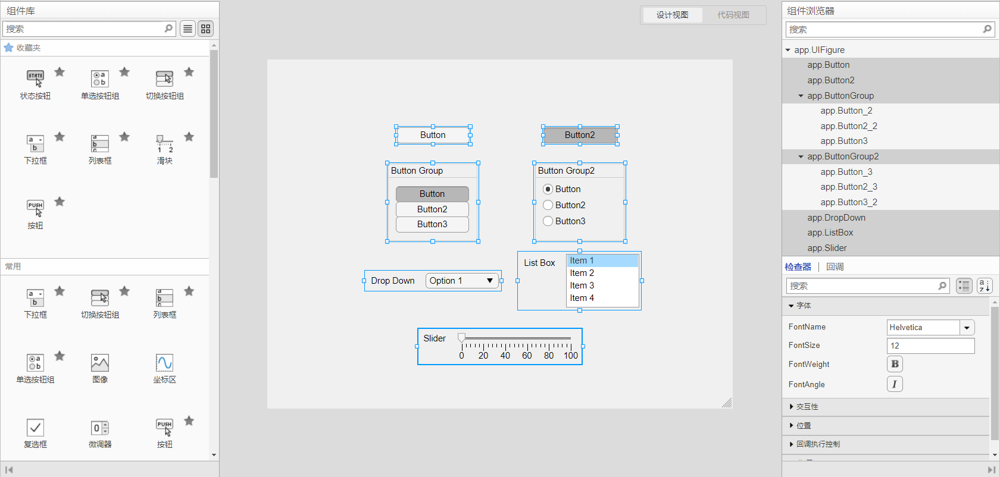 组件库
搜索
收藏夹
STATE
a
b
状态按钮
单选按钮组
切换按钮组
a
b
a
b
c
1 2
下拉框
列表框
滑块
PUSH
按钮
常用
a
b
a
b
c
下拉框
切换按钮组
列表框
a
b
单选按钮组
图像
坐标区
0
PUSH
复选框
微调器
按钮
设计视图
代码视图
Button
Button2
Button Group
Button
Button2
Button3
Button Group2
Button
Button2
Button3
Drop Down
Option 1
List Box
Item 1
Item 2
Item 3
Item 4
Slider
0 20 40 60 80 100
组件浏览器
搜索
app.UIFigure
app.Button
app.Button2
app.ButtonGroup
app.Button_2
app.Button2_2
app.Button3
app.ButtonGroup2
app.Button_3
app.Button2_3
app.Button3_2
app.DropDown
app.ListBox
app.Slider
检查器
回调
搜索
a
z
字体
FontName
Helvetica
FontSize
12
FontWeight
B
FontAngle
I
交互性
位置
回调执行控制